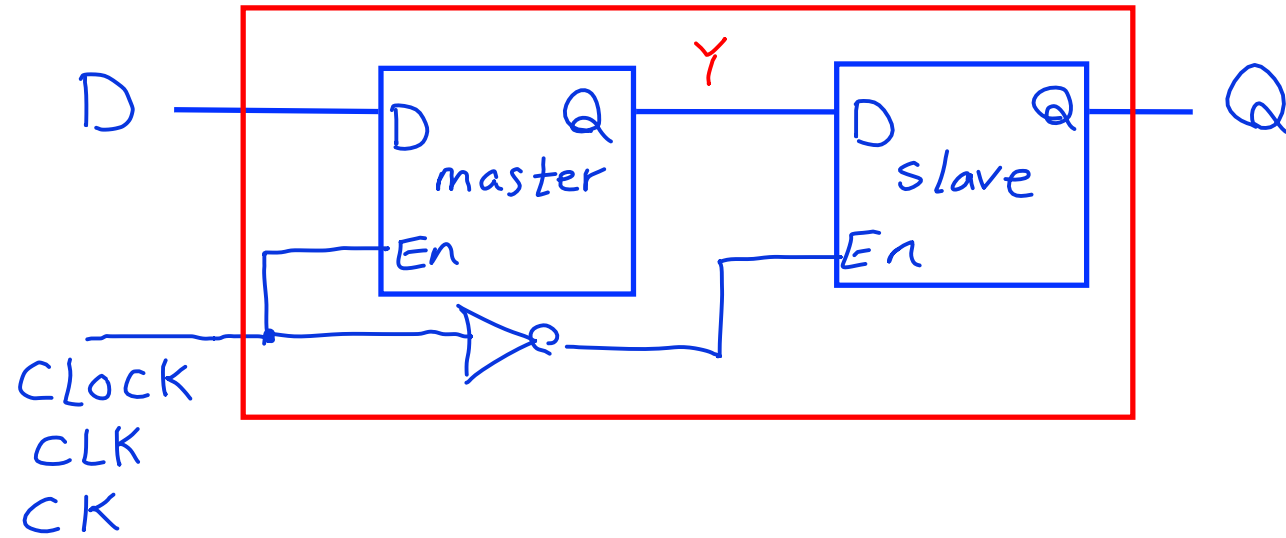 Y
D
D Q
master
En
D Q
slave
En
Q
CLOCK
CLK
CK